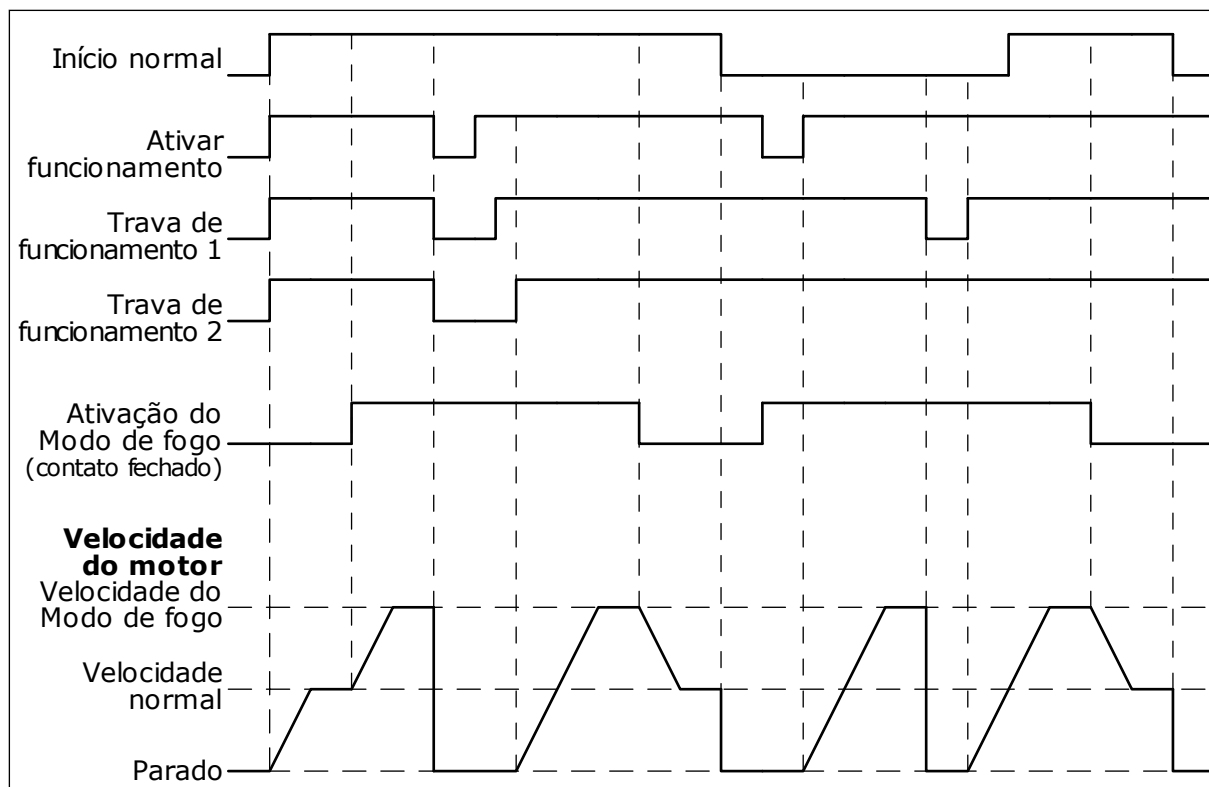 Início normal
Ativar
funcionamento
Trava de
funcionamento 1
Trava de
funcionamento 2
Ativação do
Modo de fogo
(contato fechado)
Velocidade
do motor
Velocidade do
Modo de fogo
Velocidade
normal
Parado